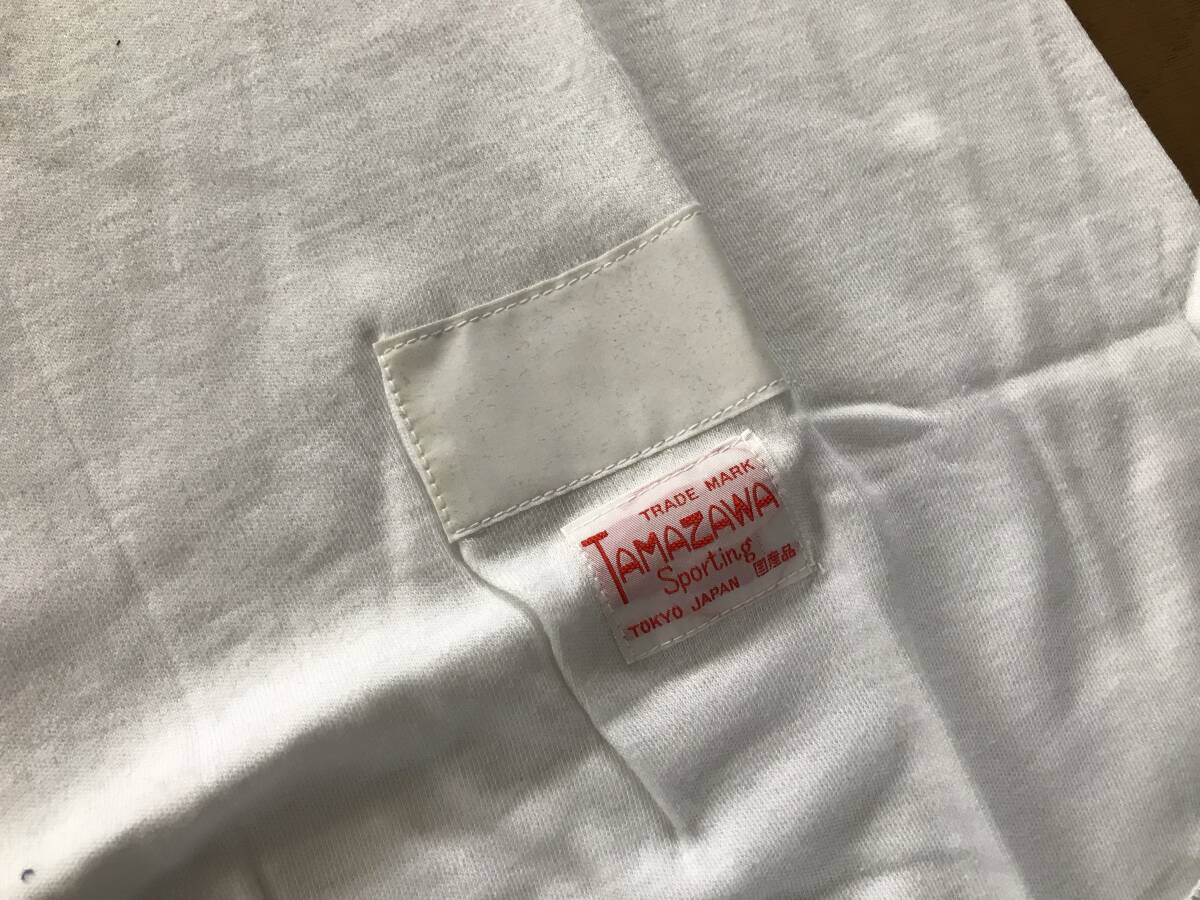 TRADE MARK
TAMAZAWA
Sporting
TOKYO JAPAN 国産品